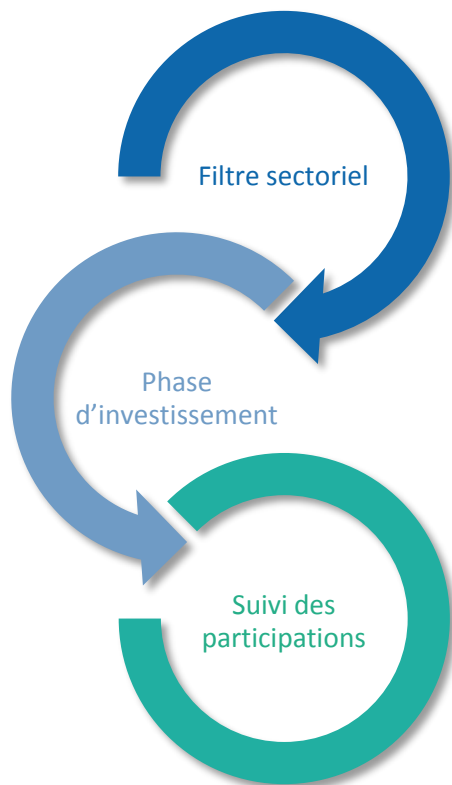 Filtre sectoriel
Phase
d’investissement
Suivi des
participations